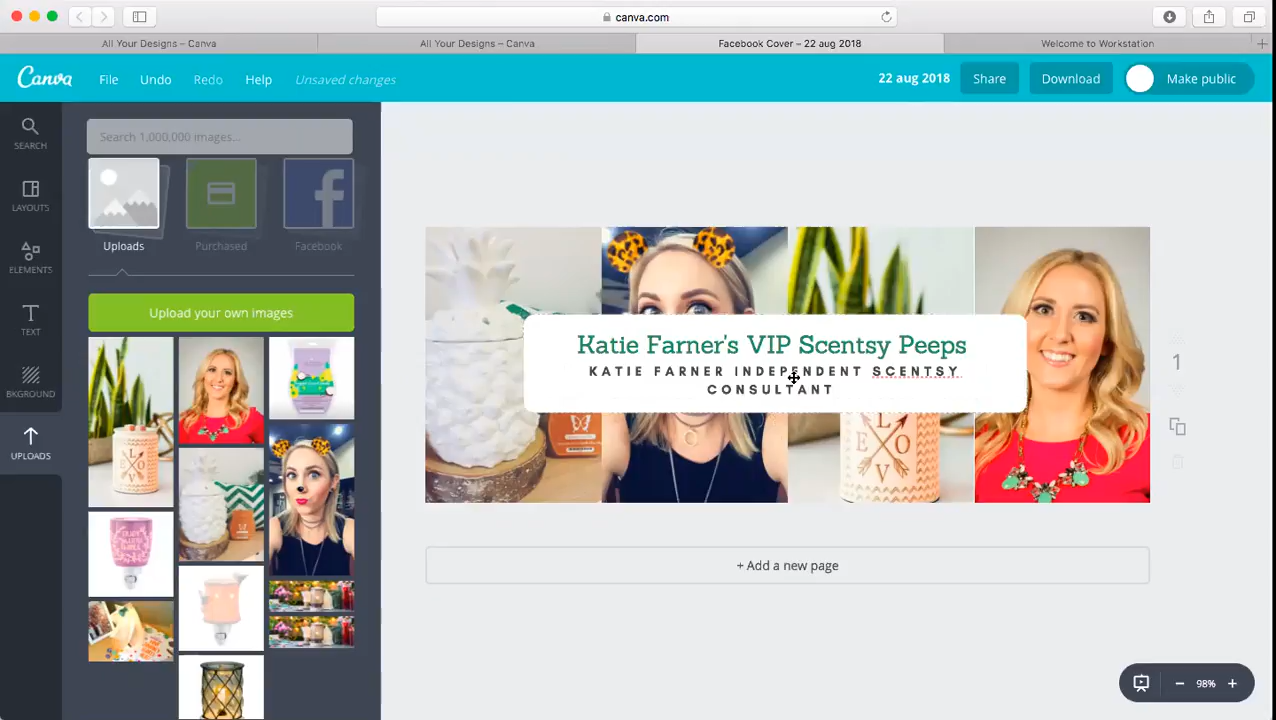 canva.com
All Your Designs – Canva
All Your Designs – Canva
Facebook Cover – 22 aug 2018
Welcome to Workstation
Canva
File
Undo
Redo
Help
Unsaved changes
22 aug 2018
Share
Download
Make public
Search 1,000,000 images...
SEARCH
LAYOUTS
ELEMENTS
TEXT
BKGROUND
UPLOADS
Uploads
Purchased
Facebook
Upload your own images
Katie Farner's VIP Scentsy Peeps
KATIE FARNER INDEPENDENT SCENTSY
CONSULTANT
L
E O
V
1
+ Add a new page
98%